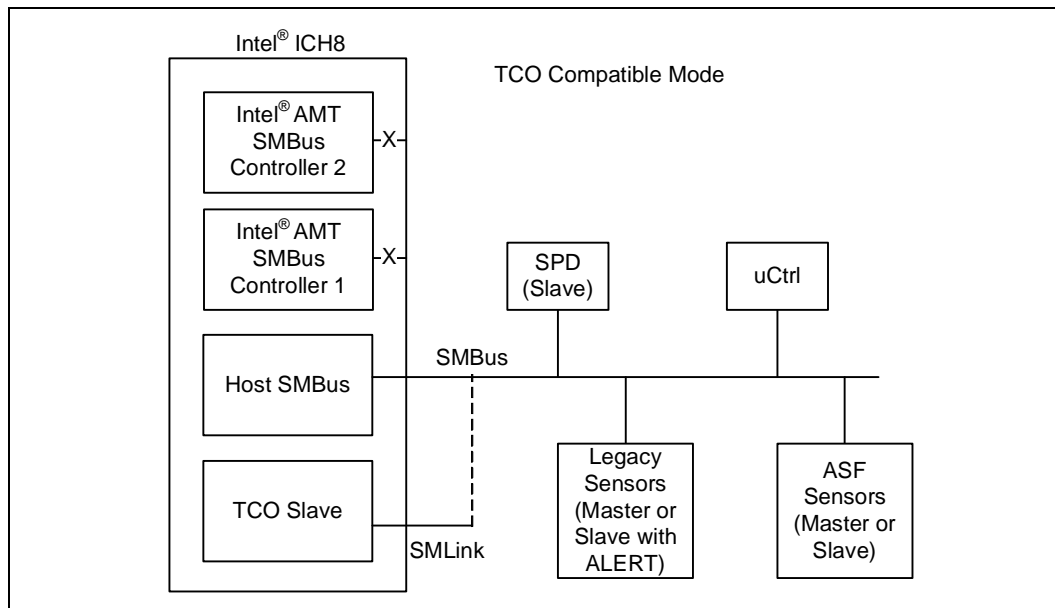 Intel® ICH8
TCO Compatible Mode
Intel® AMT
SMBus
Controller 2
X
Intel® AMT
SMBus
Controller 1
X
SPD
(Slave)
uCtrl
SMBus
Host SMBus
TCO Slave
SMLink
Legacy
Sensors
(Master or
Slave with
ALERT)
ASF
Sensors
(Master or
Slave)